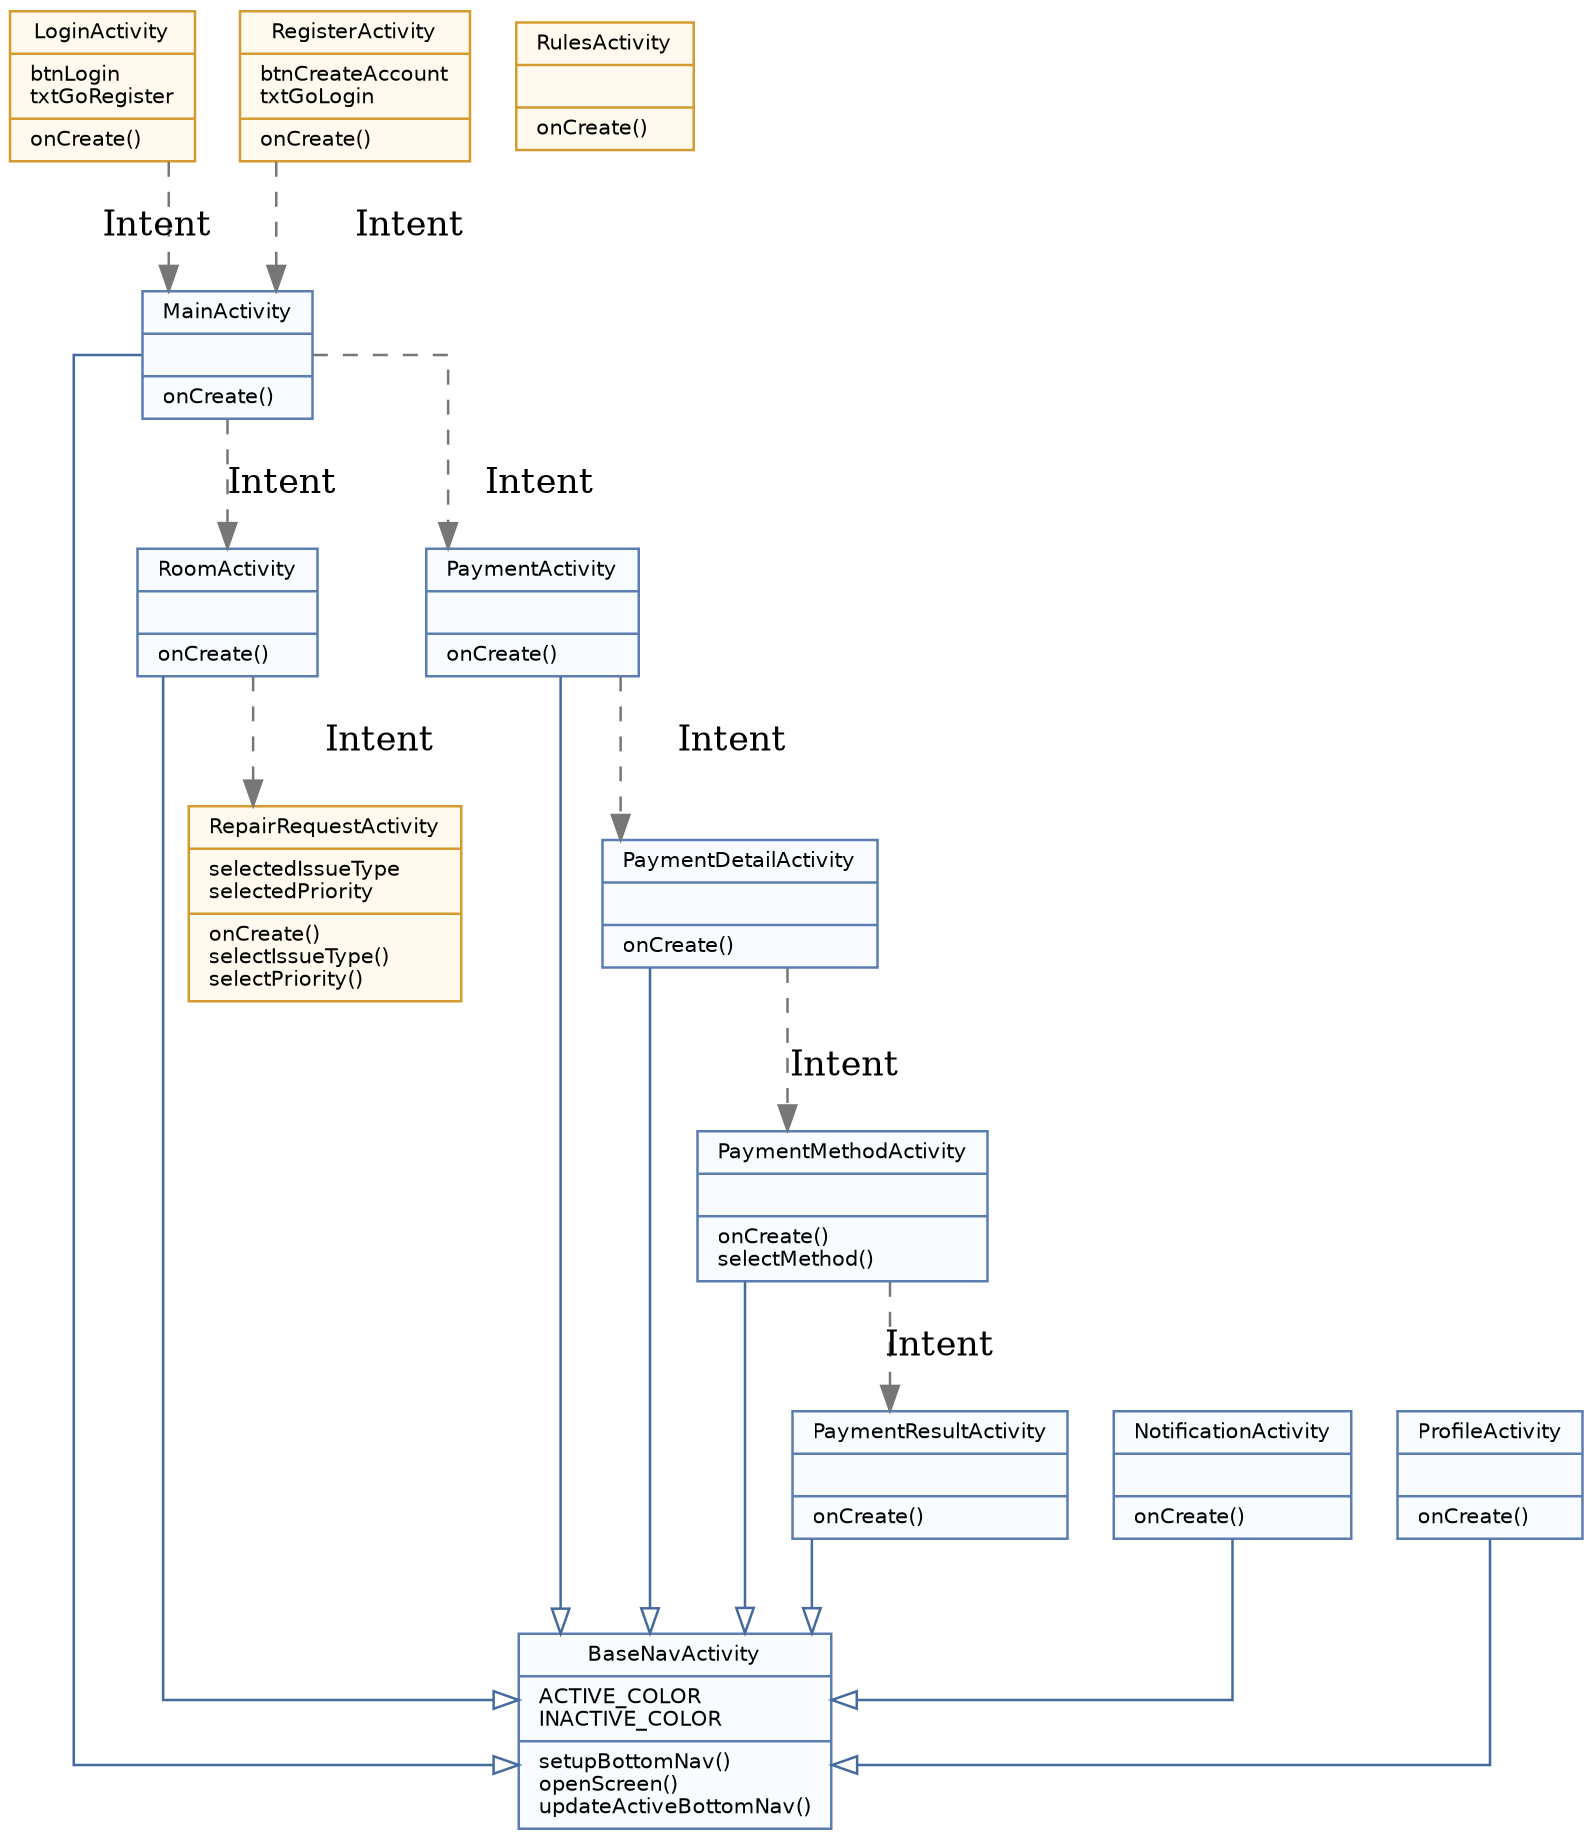 LoginActivity
btnLogin
txtGoRegister
onCreate()
RegisterActivity
btnCreateAccount
txtGoLogin
onCreate()
RulesActivity
onCreate()
Intent
Intent
MainActivity
onCreate()
Intent
Intent
RoomActivity
onCreate()
PaymentActivity
onCreate()
Intent
Intent
RepairRequestActivity
selectedIssueType
selectedPriority
onCreate()
selectIssueType()
selectPriority()
PaymentDetailActivity
onCreate()
Intent
PaymentMethodActivity
onCreate()
selectMethod()
Intent
PaymentResultActivity
onCreate()
NotificationActivity
onCreate()
ProfileActivity
onCreate()
BaseNavActivity
ACTIVE_COLOR
INACTIVE_COLOR
setupBottomNav()
openScreen()
updateActiveBottomNav()